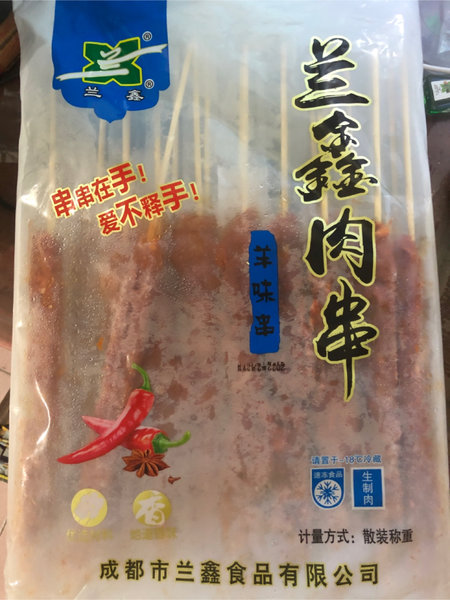 兰
兰鑫
兰鑫肉串
串串在手！
爱不释手！
羊味串
请置于-18℃冷藏
速冻食品
生制肉
香
计量方式：散装称重
成都市兰鑫食品有限公司